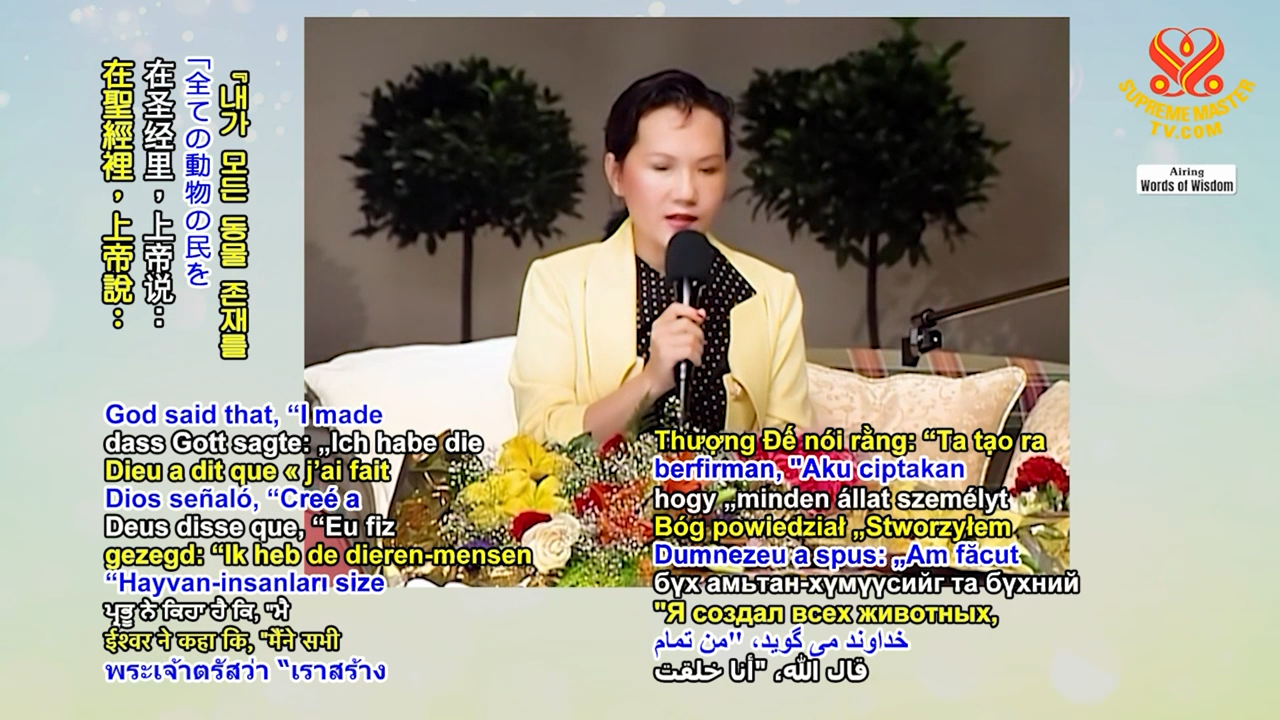 『내가 모든 동물 존재를
「全ての動物の民を
在圣经里，上帝说：
在聖經裡，上帝說：
SUPREME MASTER
TV.COM
Airing
Words of Wisdom
God said that, “I made
dass Gott sagte: „Ich habe die
Dieu a dit que « j’ai fait
Dios señaló, “Creé a
Deus disse que, “Eu fiz
gezegd: “Ik heb de dieren-mensen
“Hayvan-insanları size
ਪ੍ਰਭੂ ਨੇ ਕਿਹਾ ਹੈ ਕਿ, "ਮੈਂ
ईश्वर ने कहा कि, "मैंने सभी
พระเจ้าตรัสว่า “เราสร้าง
Thượng Đế nói rằng: “Ta tạo ra
berfirman, "Aku ciptakan
hogy „minden állat személyt
Bóg powiedział „Stworzyłem
Dumnezeu a spus: „Am făcut
бүх амьтан-хүмүүсийг та бүхний
"Я создал всех животных,
خداوند می گوید، "من تمام
قال الله، "أنا خلقت